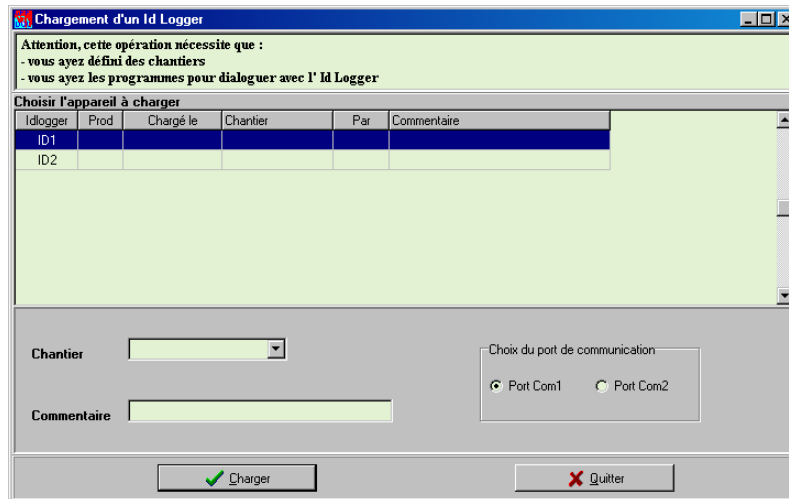 Chargement d'un Id Logger
Attention, cette opération nécessite que :
- vous ayez défini des chantiers
- vous ayez les programmes pour dialoguer avec l' Id Logger
Choisir l'appareil à charger
Idlogger Prod Chargé le Chantier Par Commentaire
ID1
ID2
Chantier
Choix du port de communication
Port Com1 Port Com2
Commentaire
Charger Quitter